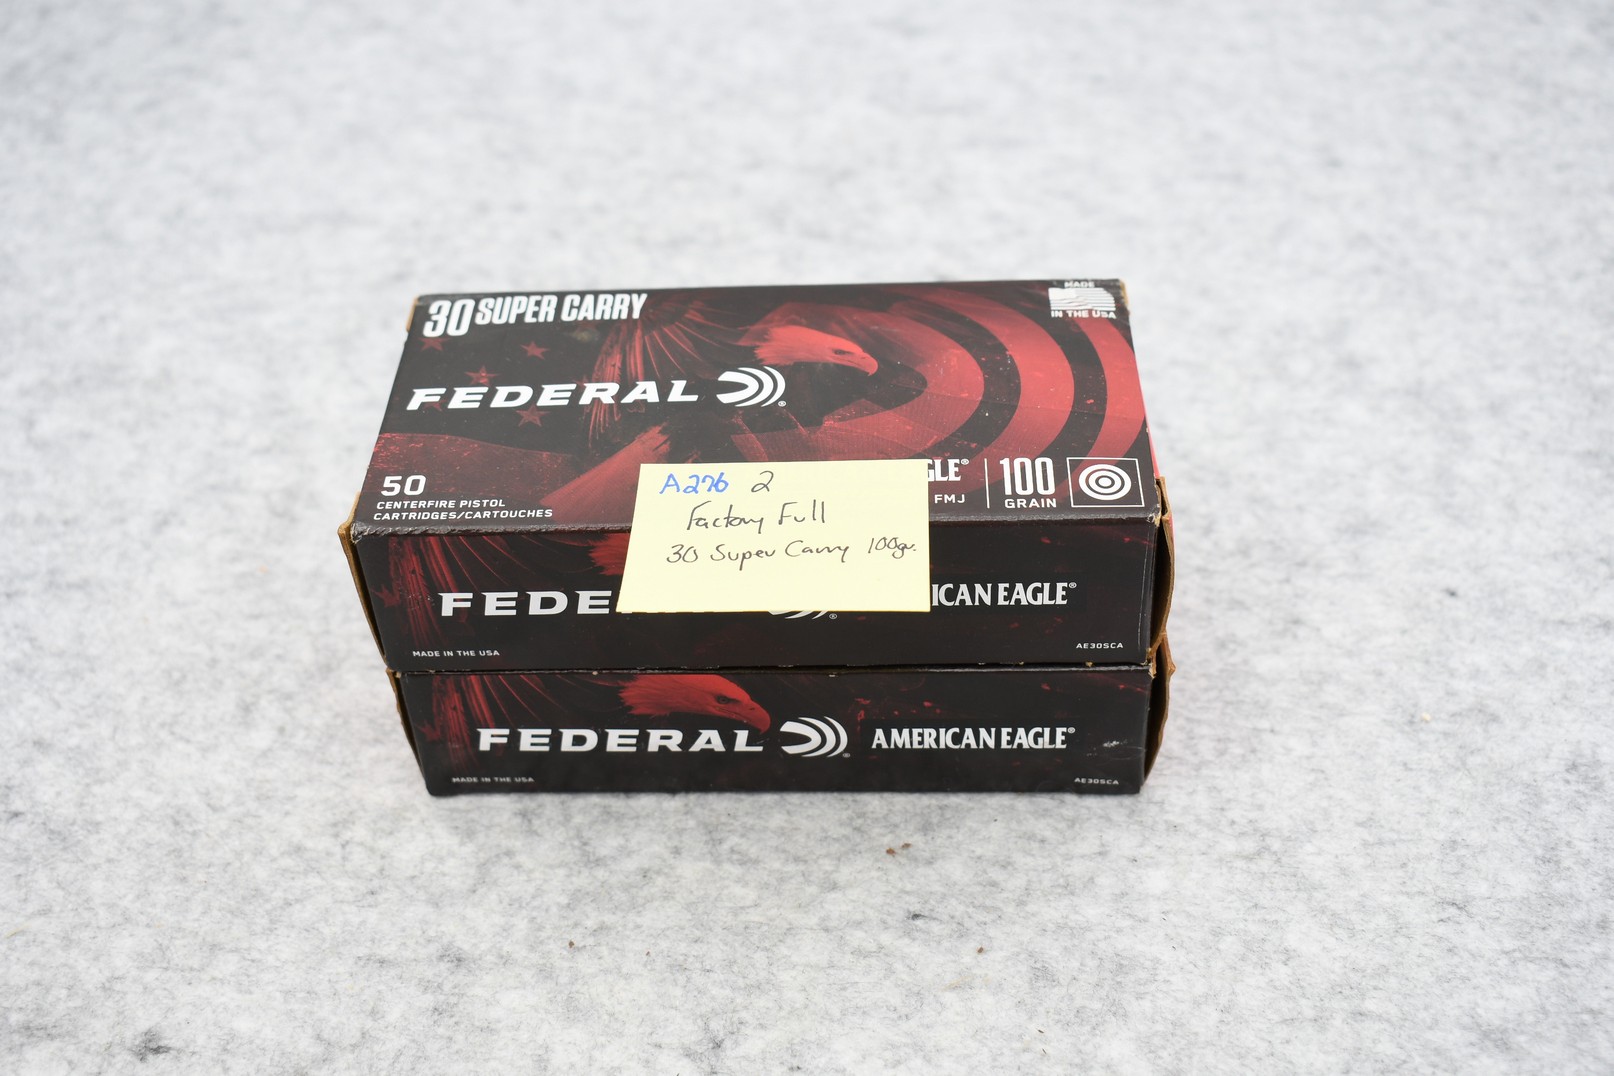 30 SUPER CARRY
MADE
IN THE USA
FEDERAL ®
50
CENTERFIRE PISTOL
CARTRIDGES/CARTOUCHES
GLE®
FMJ
100
GRAIN
A276 2
Factory Full
30 Super Carry 100gr.
FEDE ®
ICAN EAGLE®
MADE IN THE USA
AE30SCA
FEDERAL ® AMERICAN EAGLE®
MADE IN THE USA
AE30SCA